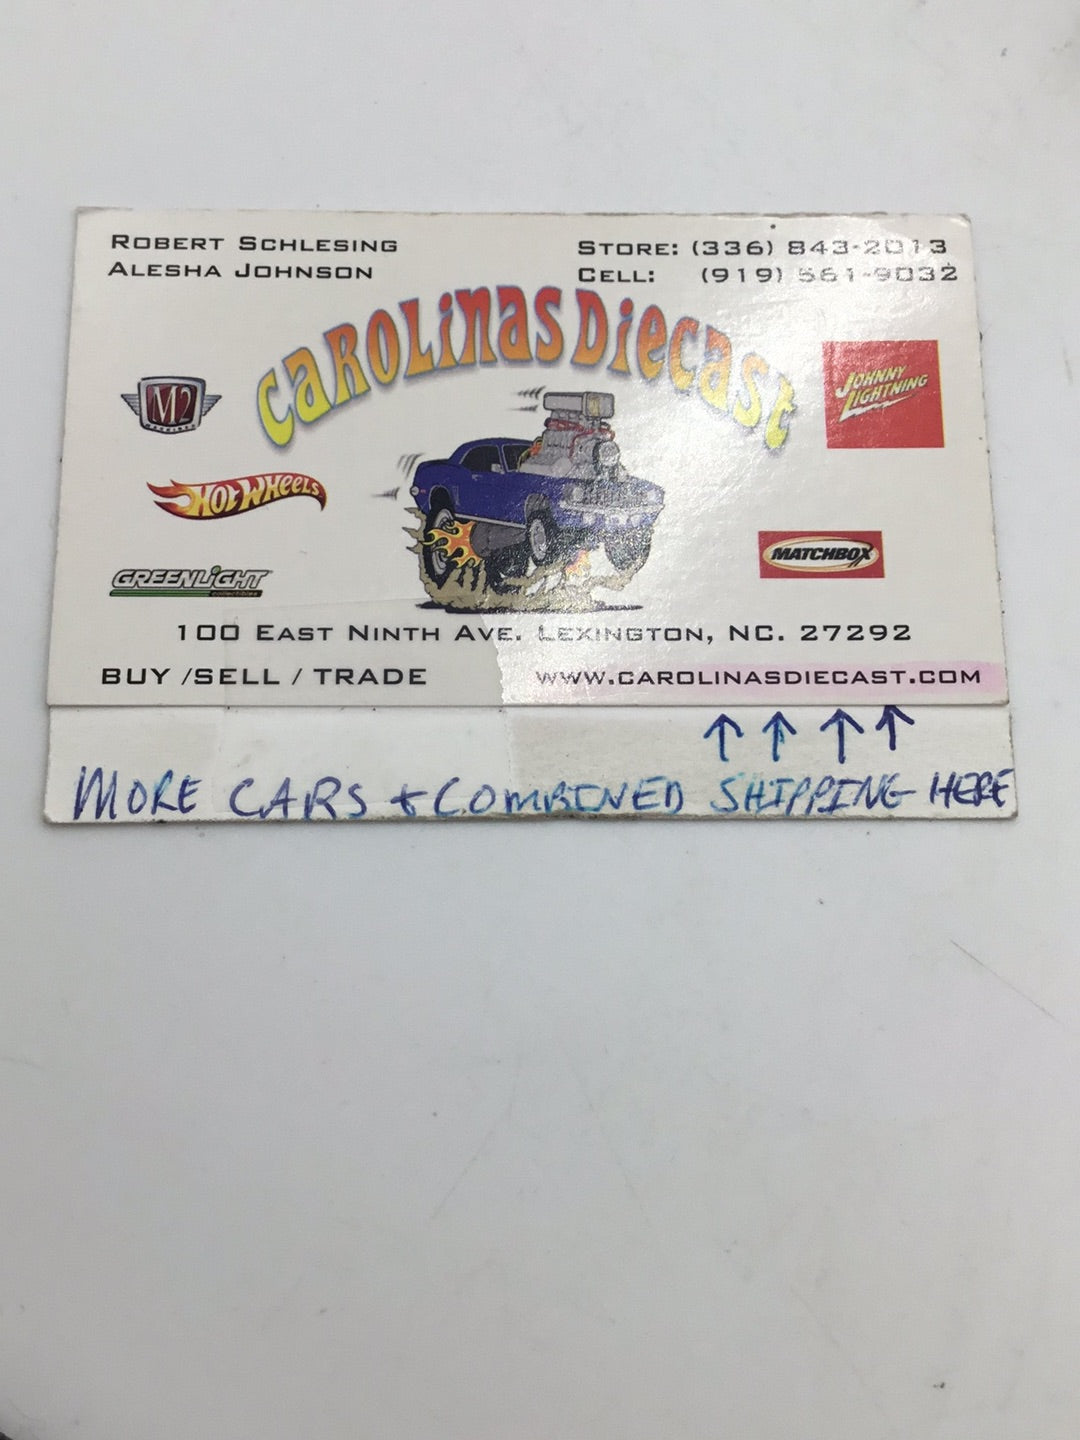 ROBERT SCHLESING
ALESHA JOHNSON
STORE: (336) 843-2013
CELL: (919) 561-9032
CAROLINAS DIECAST
M2
MACHINES
JOHNNY
LIGHTNING
HOT WHEELS
MATCHBOX
GREENLIGHT
collectibles
100 EAST NINTH AVE. LEXINGTON, NC. 27292
BUY /SELL / TRADE
WWW.CAROLINASDIECAST.COM
MORE CARS + COMBINED SHIPPING HERE